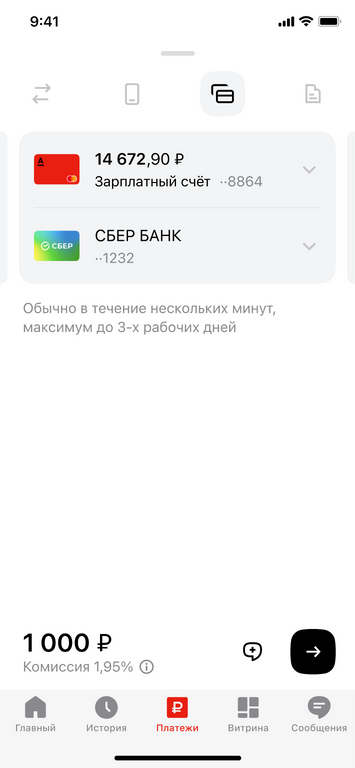 9:41
14 672,90 ₽
Зарплатный счёт ··8864
СБЕР
СБЕР БАНК
··1232
Обычно в течение нескольких минут,
максимум до 3-х рабочих дней
1 000 ₽
Комиссия 1,95%
Главный История Платежи Витрина Сообщения